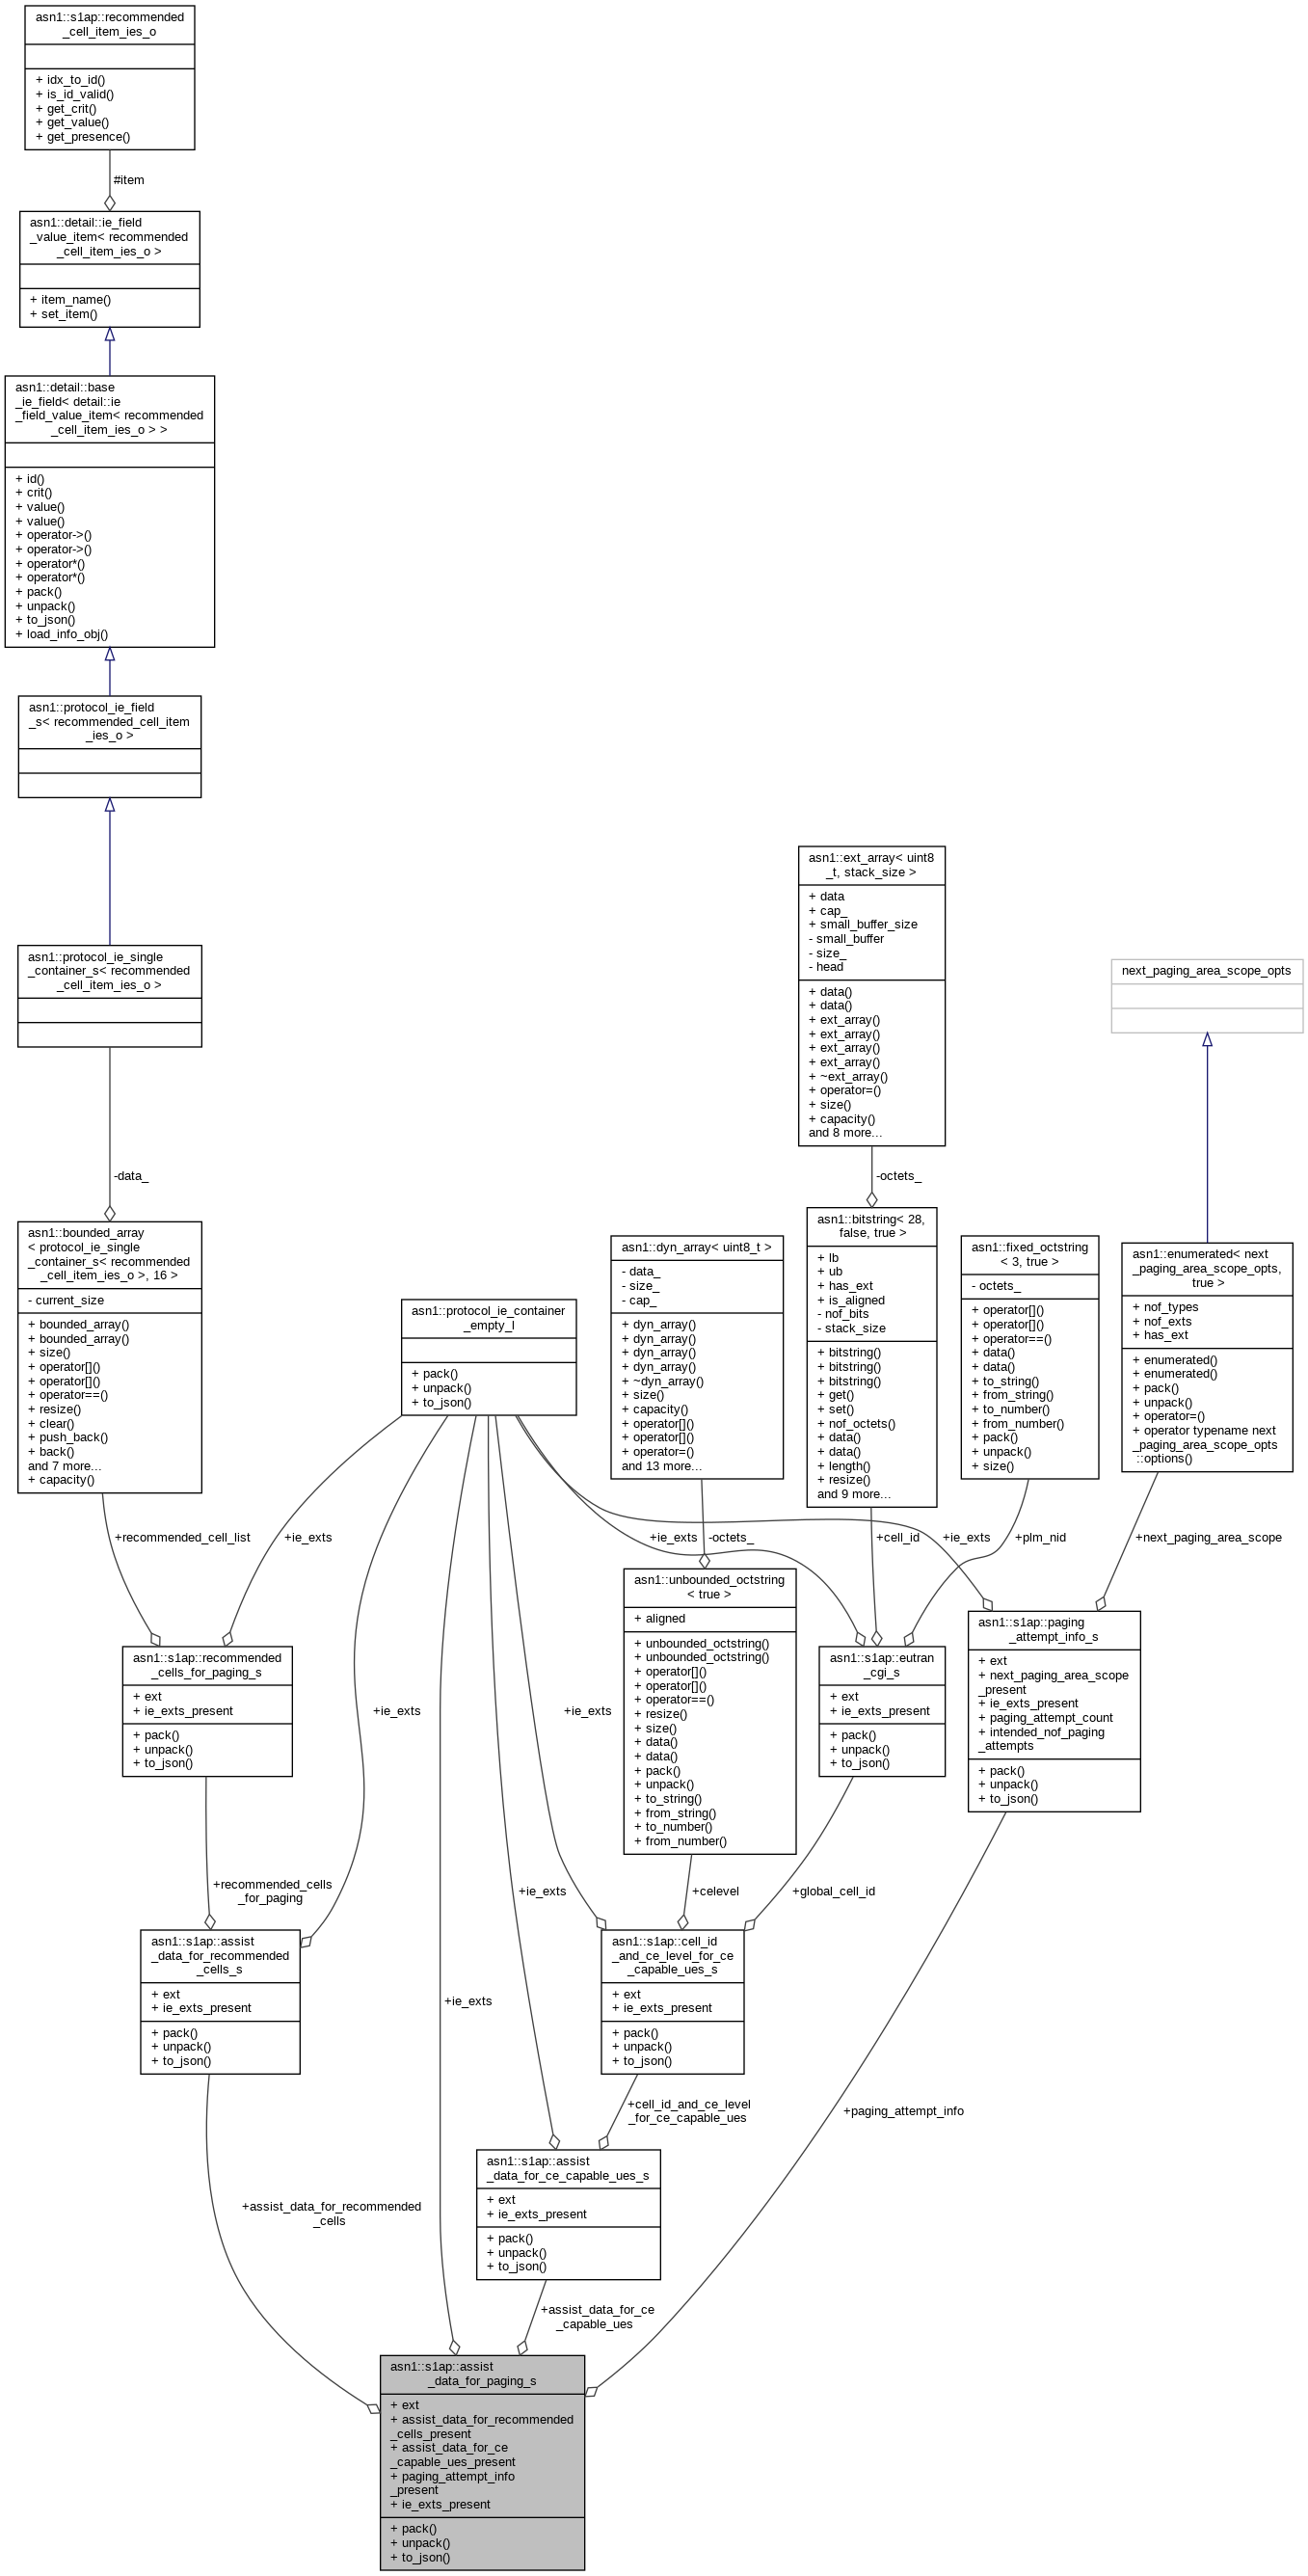 asn1::s1ap::recommended
_cell_item_ies_o
+ idx_to_id()
+ is_id_valid()
+ get_crit()
+ get_value()
+ get_presence()
#item
asn1::detail::ie_field
_value_item< recommended
_cell_item_ies_o >
+ item_name()
+ set_item()
asn1::detail::base
_ie_field< detail::ie
_field_value_item< recommended
_cell_item_ies_o > >
+ id()
+ crit()
+ value()
+ value()
+ operator->()
+ operator->()
+ operator*()
+ operator*()
+ pack()
+ unpack()
+ to_json()
+ load_info_obj()
asn1::protocol_ie_field
_s< recommended_cell_item
_ies_o >
asn1::protocol_ie_single
_container_s< recommended
_cell_item_ies_o >
-data_
asn1::bounded_array
< protocol_ie_single
_container_s< recommended
_cell_item_ies_o >, 16 >
- current_size
+ bounded_array()
+ bounded_array()
+ size()
+ operator[]()
+ operator[]()
+ operator==()
+ resize()
+ clear()
+ push_back()
+ back()
and 7 more...
+ capacity()
asn1::protocol_ie_container
_empty_l
+ pack()
+ unpack()
+ to_json()
asn1::dyn_array< uint8_t >
- data_
- size_
- cap_
+ dyn_array()
+ dyn_array()
+ dyn_array()
+ dyn_array()
+ ~dyn_array()
+ size()
+ capacity()
+ operator[]()
+ operator[]()
+ operator=()
and 13 more...
asn1::ext_array< uint8
_t, stack_size >
+ data
+ cap_
+ small_buffer_size
- small_buffer
- size_
- head
+ data()
+ data()
+ ext_array()
+ ext_array()
+ ext_array()
+ ext_array()
+ ~ext_array()
+ operator=()
+ size()
+ capacity()
and 8 more...
-octets_
asn1::bitstring< 28,
false, true >
+ lb
+ ub
+ has_ext
+ is_aligned
- nof_bits
- stack_size
+ bitstring()
+ bitstring()
+ bitstring()
+ get()
+ set()
+ nof_octets()
+ data()
+ data()
+ length()
+ resize()
and 9 more...
asn1::fixed_octstring
< 3, true >
- octets_
+ operator[]()
+ operator[]()
+ operator==()
+ data()
+ data()
+ to_string()
+ from_string()
+ to_number()
+ from_number()
+ pack()
+ unpack()
+ size()
next_paging_area_scope_opts
asn1::enumerated< next
_paging_area_scope_opts,
true >
+ nof_types
+ nof_exts
+ has_ext
+ enumerated()
+ enumerated()
+ pack()
+ unpack()
+ operator=()
+ operator typename next
_paging_area_scope_opts
::options()
+recommended_cell_list
+ie_exts
+ie_exts
-octets_
+cell_id
+ie_exts
+plm_nid
+next_paging_area_scope
asn1::s1ap::recommended
_cells_for_paging_s
+ ext
+ ie_exts_present
+ pack()
+ unpack()
+ to_json()
+ie_exts
+ie_exts
asn1::unbounded_octstring
< true >
+ aligned
+ unbounded_octstring()
+ unbounded_octstring()
+ operator[]()
+ operator[]()
+ operator==()
+ resize()
+ size()
+ data()
+ data()
+ pack()
+ unpack()
+ to_string()
+ from_string()
+ to_number()
+ from_number()
asn1::s1ap::eutran
_cgi_s
+ ext
+ ie_exts_present
+ pack()
+ unpack()
+ to_json()
asn1::s1ap::paging
_attempt_info_s
+ ext
+ next_paging_area_scope
_present
+ ie_exts_present
+ paging_attempt_count
+ intended_nof_paging
_attempts
+ pack()
+ unpack()
+ to_json()
+recommended_cells
_for_paging
+ie_exts
+celevel
+global_cell_id
asn1::s1ap::assist
_data_for_recommended
_cells_s
+ ext
+ ie_exts_present
+ pack()
+ unpack()
+ to_json()
+ie_exts
asn1::s1ap::cell_id
_and_ce_level_for_ce
_capable_ues_s
+ ext
+ ie_exts_present
+ pack()
+ unpack()
+ to_json()
+cell_id_and_ce_level
_for_ce_capable_ues
+paging_attempt_info
asn1::s1ap::assist
_data_for_ce_capable_ues_s
+ ext
+ ie_exts_present
+ pack()
+ unpack()
+ to_json()
+assist_data_for_recommended
_cells
+assist_data_for_ce
_capable_ues
asn1::s1ap::assist
_data_for_paging_s
+ ext
+ assist_data_for_recommended
_cells_present
+ assist_data_for_ce
_capable_ues_present
+ paging_attempt_info
_present
+ ie_exts_present
+ pack()
+ unpack()
+ to_json()